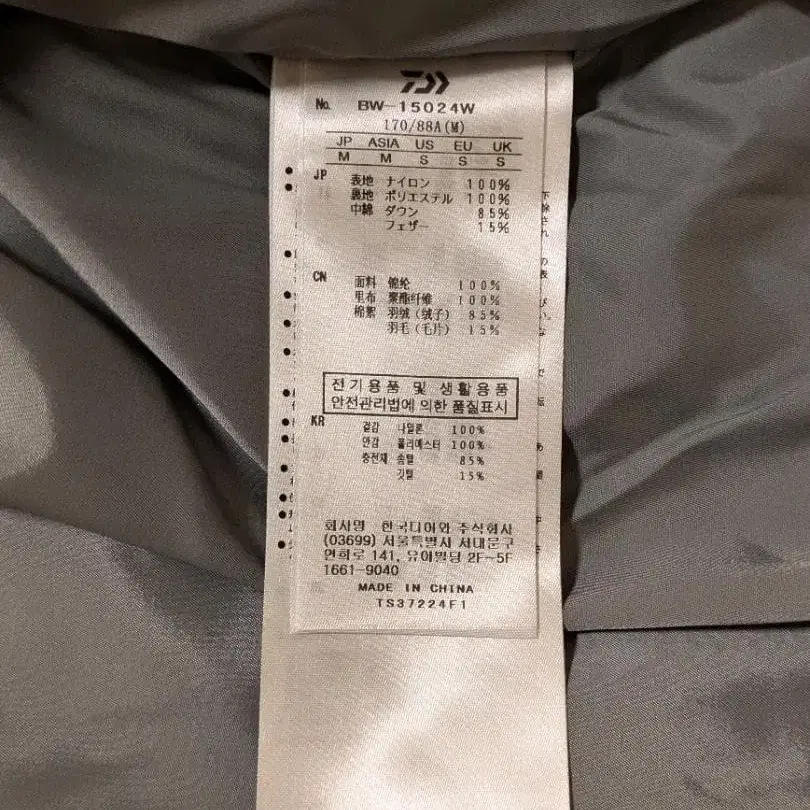 No. BW-15024W
170/88A(M)
JP ASIA US EU UK
M M S S S
JP 表地 ナイロン 100%
裏地 ポリエステル 100%
中綿 ダウン 85%
フェザー 15%
CN 面料 锦纶 100%
里布 聚酯纤维 100%
棉絮 羽绒(绒子) 85%
羽毛(毛片) 15%
전기용품 및 생활용품
안전관리법에 의한 품질표시
KR 겉감 나일론 100%
안감 폴리에스터 100%
충전재 솜털 85%
깃털 15%
회사명 한국다이와 주식회사
(03699) 서울특별시 서대문구
연희로 141, 유아빌딩 2F~5F
1661-9040
MADE IN CHINA
TS37224F1